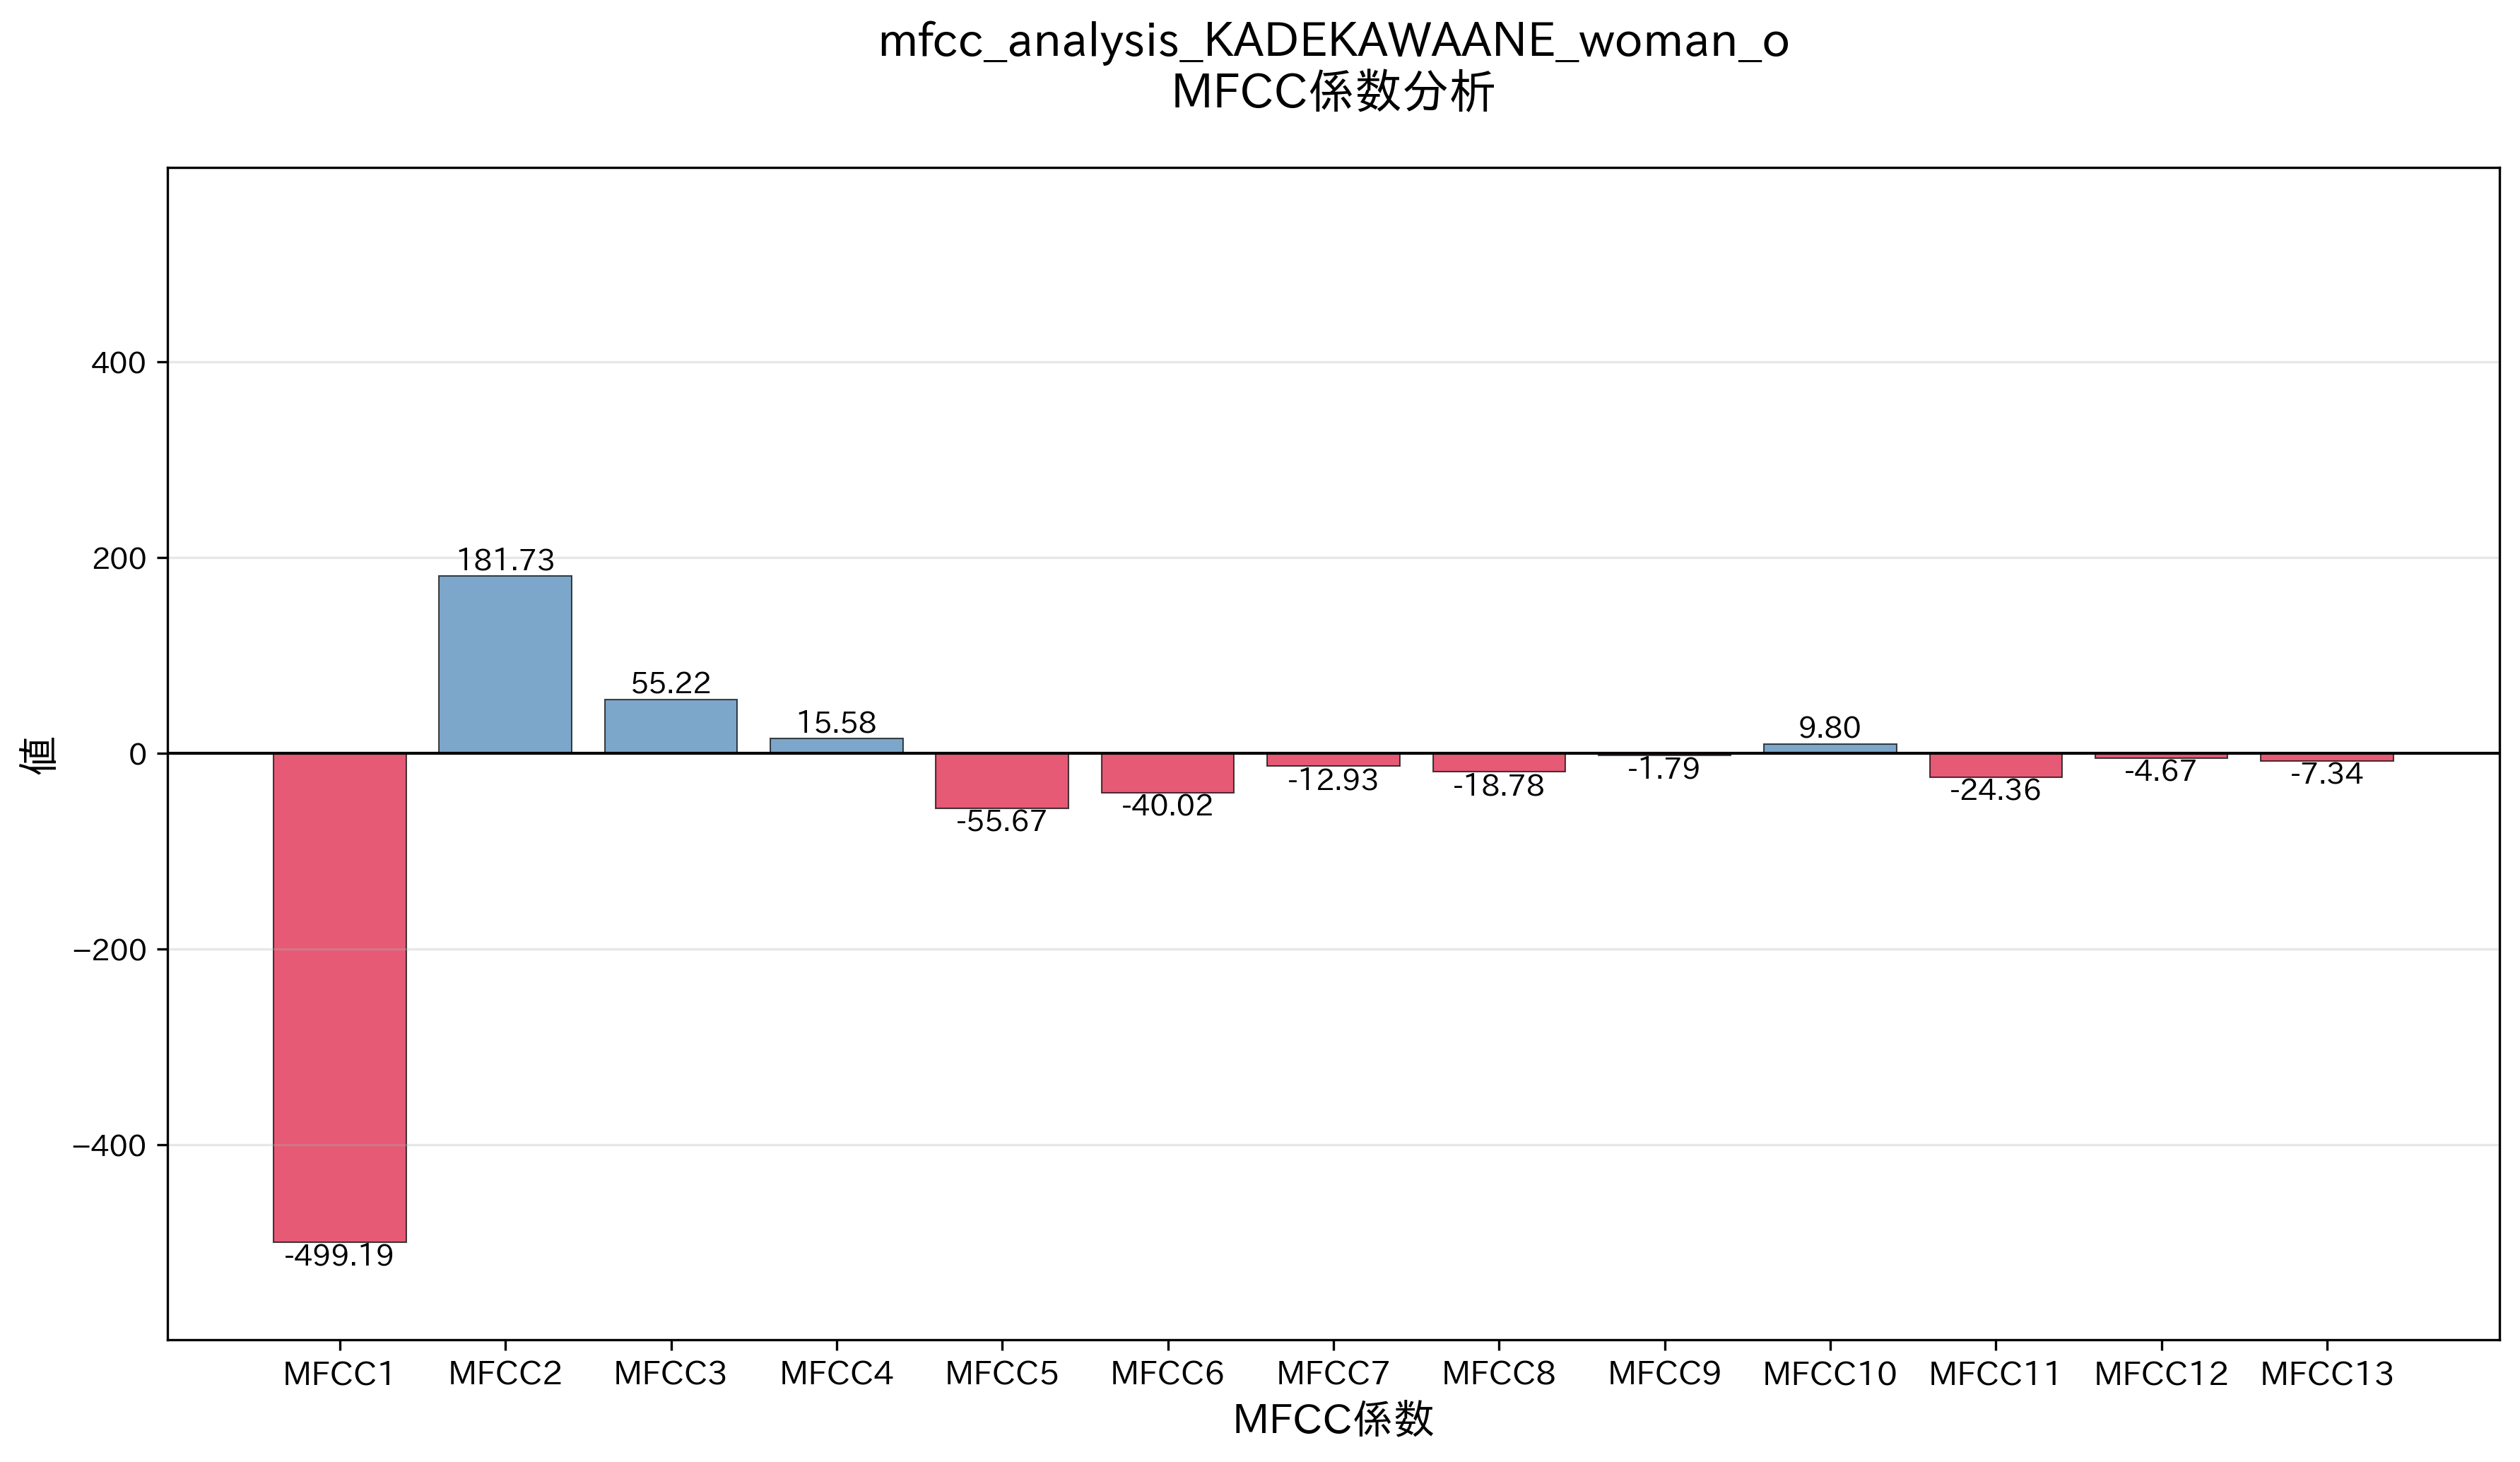 mfcc_analysis_KADEKAWAANE_woman_o
MFCC係数分析
400
200
0
−200
−400
値
-499.19
181.73
55.22
15.58
-55.67
-40.02
-12.93
-18.78
-1.79
9.80
-24.36
-4.67
-7.34
MFCC1
MFCC2
MFCC3
MFCC4
MFCC5
MFCC6
MFCC7
MFCC8
MFCC9
MFCC10
MFCC11
MFCC12
MFCC13
MFCC係数